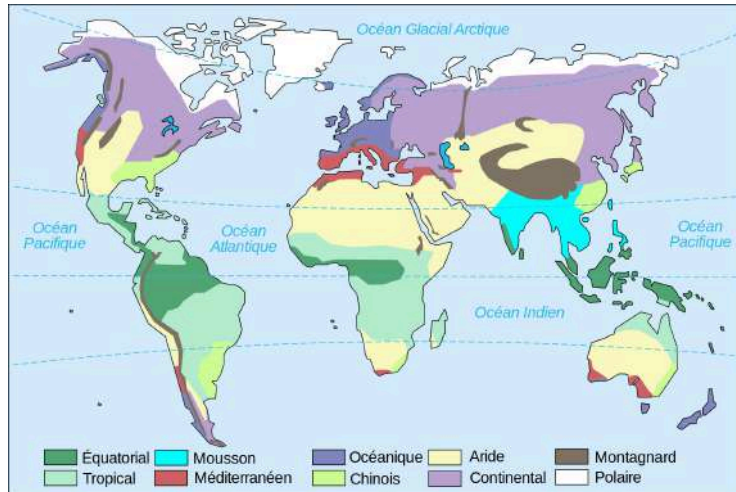 Océan Glacial Arctique
Océan
Pacifique
Océan
Atlantique
Océan
Pacifique
Océan Indien
Équatorial
Mousson
Océanique
Aride
Montagnard
Tropical
Méditerranéen
Chinois
Continental
Polaire